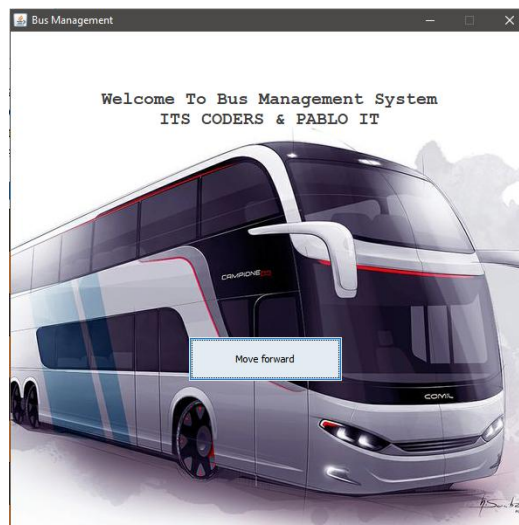 Bus Management
Welcome To Bus Management System
ITS CODERS & PABLO IT
CAMPIONE
Move forward
COMIL